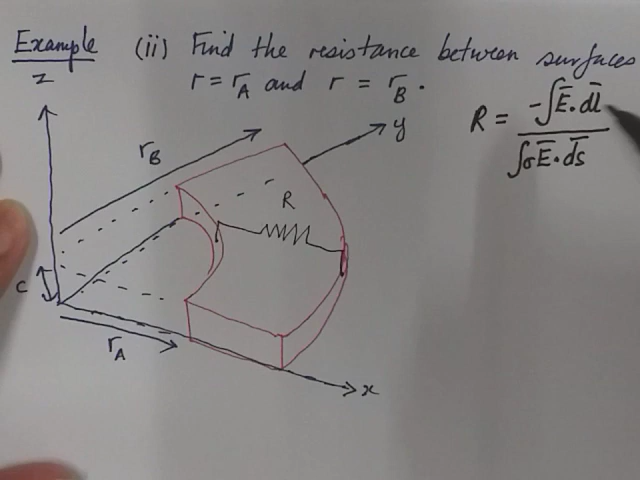 Example (ii) Find the resistance between surfaces
r = r_A and r = r_B.
R = -∫E̅.dl̅ / ∫σE̅.ds̅
z
r_B
y
R
c
r_A
x